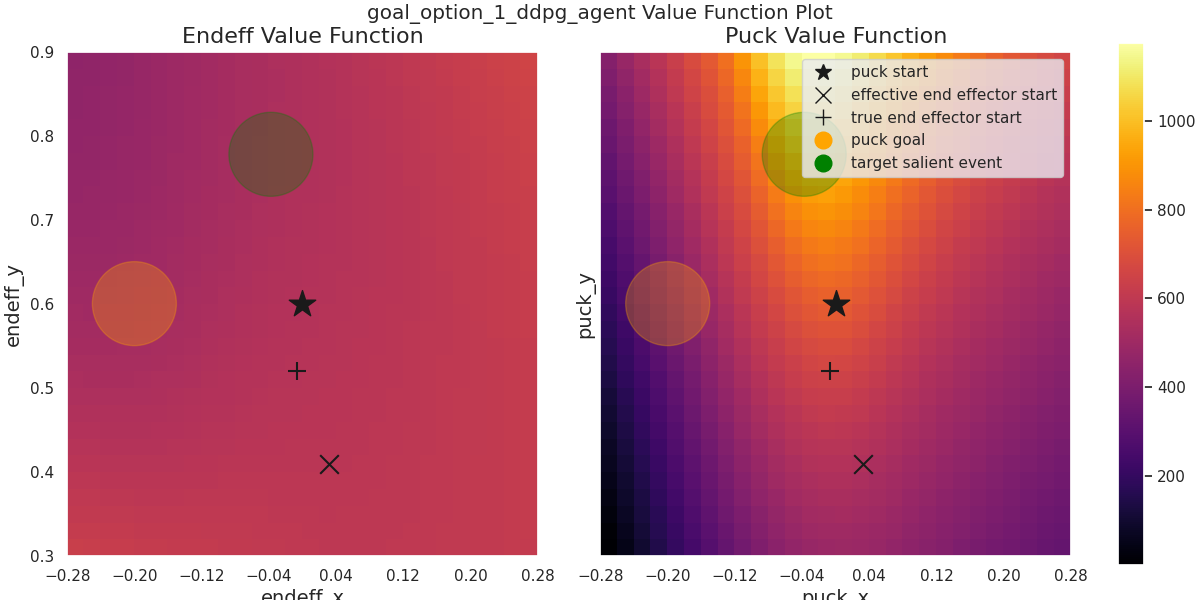 goal_option_1_ddpg_agent Value Function Plot
Endeff Value Function
Puck Value Function
0.9
0.8
0.7
0.6
0.5
0.4
0.3
endeff_y
−0.28 −0.20 −0.12 −0.04 0.04 0.12 0.20 0.28
endeff_x
puck start
effective end effector start
true end effector start
puck goal
target salient event
puck_y
−0.28 −0.20 −0.12 −0.04 0.04 0.12 0.20 0.28
puck_x
1000
800
600
400
200